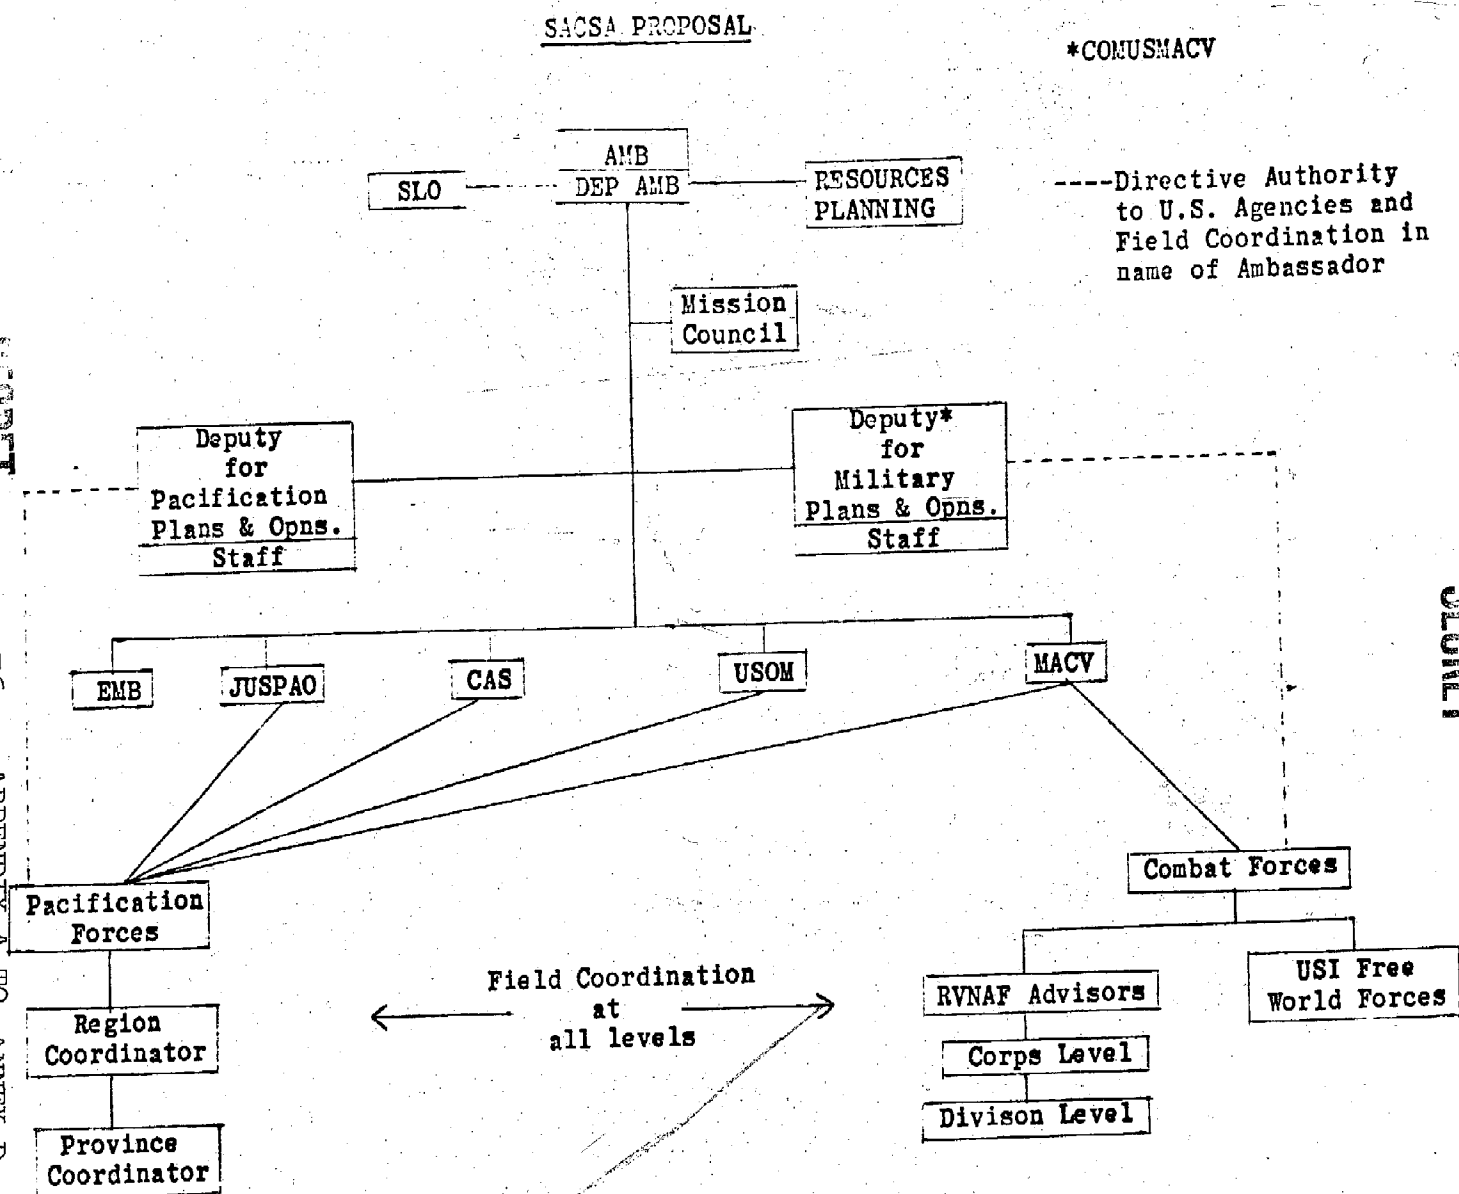 SACSA PROPOSAL
*COMUSMACV
AMB
DEP AMB
SLO
RESOURCES
PLANNING
----Directive Authority
to U.S. Agencies and
Field Coordination in
name of Ambassador
Mission
Council
Deputy
for
Pacification
Plans & Opns.
Staff
Deputy*
for
Military
Plans & Opns.
Staff
EMB
JUSPAO
CAS
USOM
MACV
Pacification
Forces
Region
Coordinator
Province
Coordinator
Field Coordination
at
all levels
Combat Forces
RVNAF Advisors
Corps Level
Divison Level
USI Free
World Forces